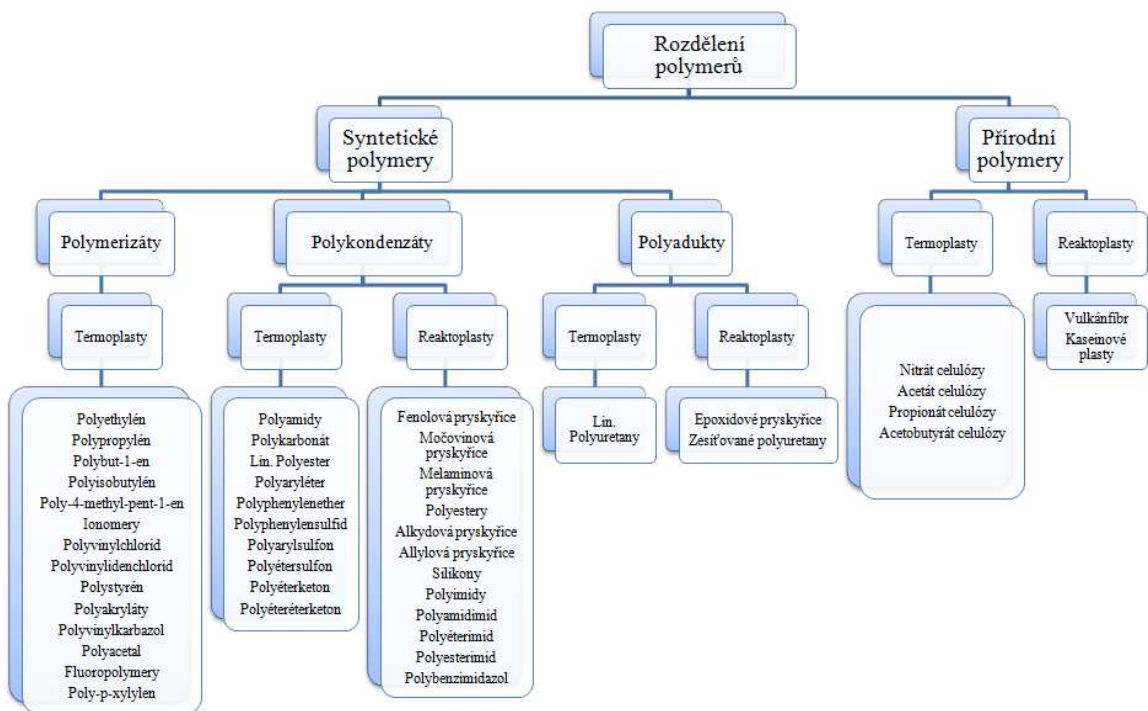 Rozdělení
polymerů
Syntetické
polymery
Přírodní
polymery
Polymerizáty
Polykondenzáty
Polyadukty
Termoplasty
Reaktoplasty
Termoplasty
Termoplasty
Reaktoplasty
Termoplasty
Reaktoplasty
Polyethylén
Polypropylén
Polybut-1-en
Polyisobutylén
Poly-4-methyl-pent-1-en
Ionomery
Polyvinylchlorid
Polyvinylidenchlorid
Polystyrén
Polyakryláty
Polyvinylkarbazol
Polyacetal
Fluoropolymery
Poly-p-xylylen
Polyamidy
Polykarbonát
Lin. Polyester
Polyaryléter
Polyphenylenether
Polyphenylensulfid
Polyarylsulfon
Polyétersulfon
Polyéterketon
Polyéteréterketon
Fenolová pryskyřice
Močovinová
pryskyřice
Melaminová
pryskyřice
Polyestery
Alkydová pryskyřice
Allylová pryskyřice
Silikony
Polyimidy
Polyamidimid
Polyéterimid
Polyesterimid
Polybenzimidazol
Lin.
Polyuretany
Epoxidové pryskyřice
Zesíťované polyuretany
Nitrát celulózy
Acetát celulózy
Propionát celulózy
Acetobutyrát celulózy
Vulkánfíbr
Kaseinové
plasty